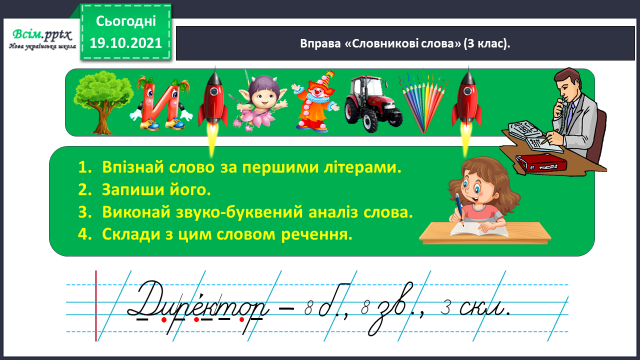 Всім.pptx
Нова українська школа
Сьогодні
19.10.2021
Вправа «Словникові слова» (3 клас).
И
1. Впізнай слово за першими літерами.
2. Запиши його.
3. Виконай звуко-буквений аналіз слова.
4. Склади з цим словом речення.
Дирéктор – 8 б., 8 зв., 3 скл.